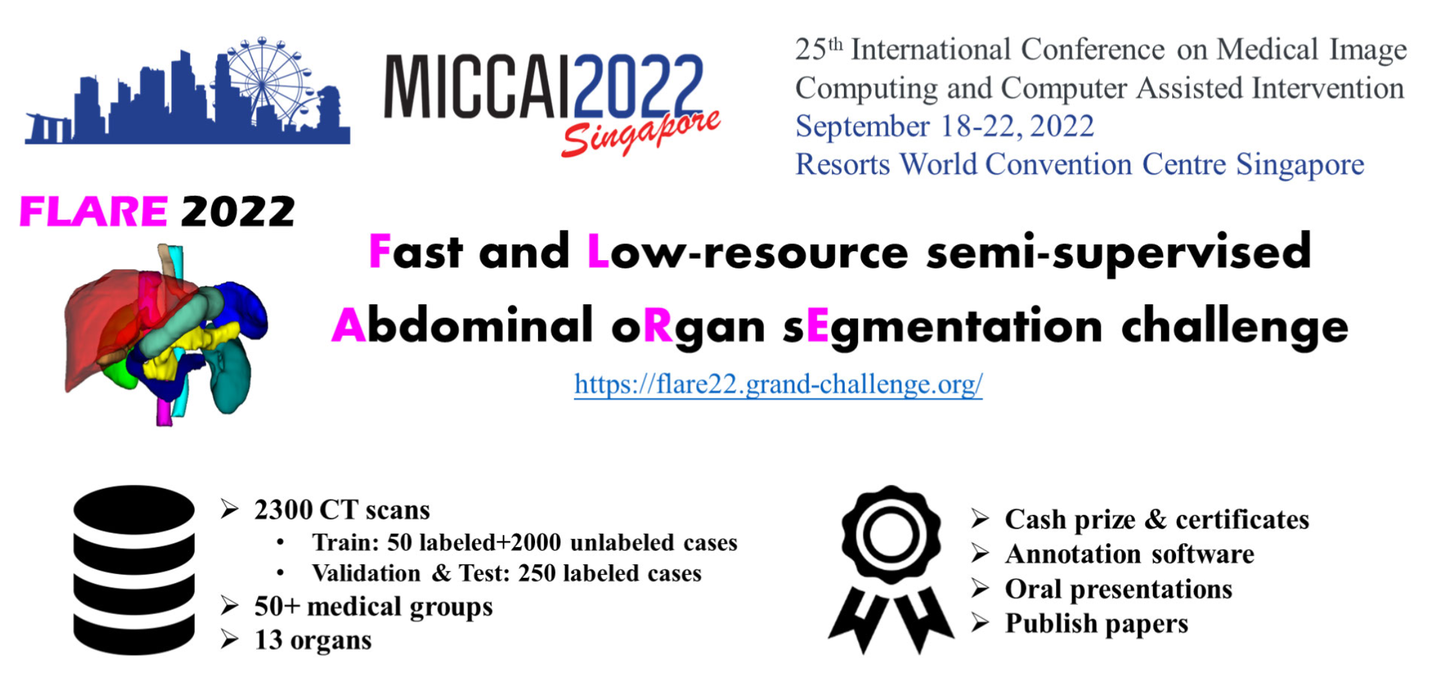 MICCAI2022
Singapore
25th International Conference on Medical Image
Computing and Computer Assisted Intervention
September 18-22, 2022
Resorts World Convention Centre Singapore
FLARE 2022
Fast and Low-resource semi-supervised
Abdominal oRgan sEgmentation challenge
https://flare22.grand-challenge.org/
➢ 2300 CT scans
• Train: 50 labeled+2000 unlabeled cases
• Validation & Test: 250 labeled cases
➢ 50+ medical groups
➢ 13 organs
➢ Cash prize & certificates
➢ Annotation software
➢ Oral presentations
➢ Publish papers